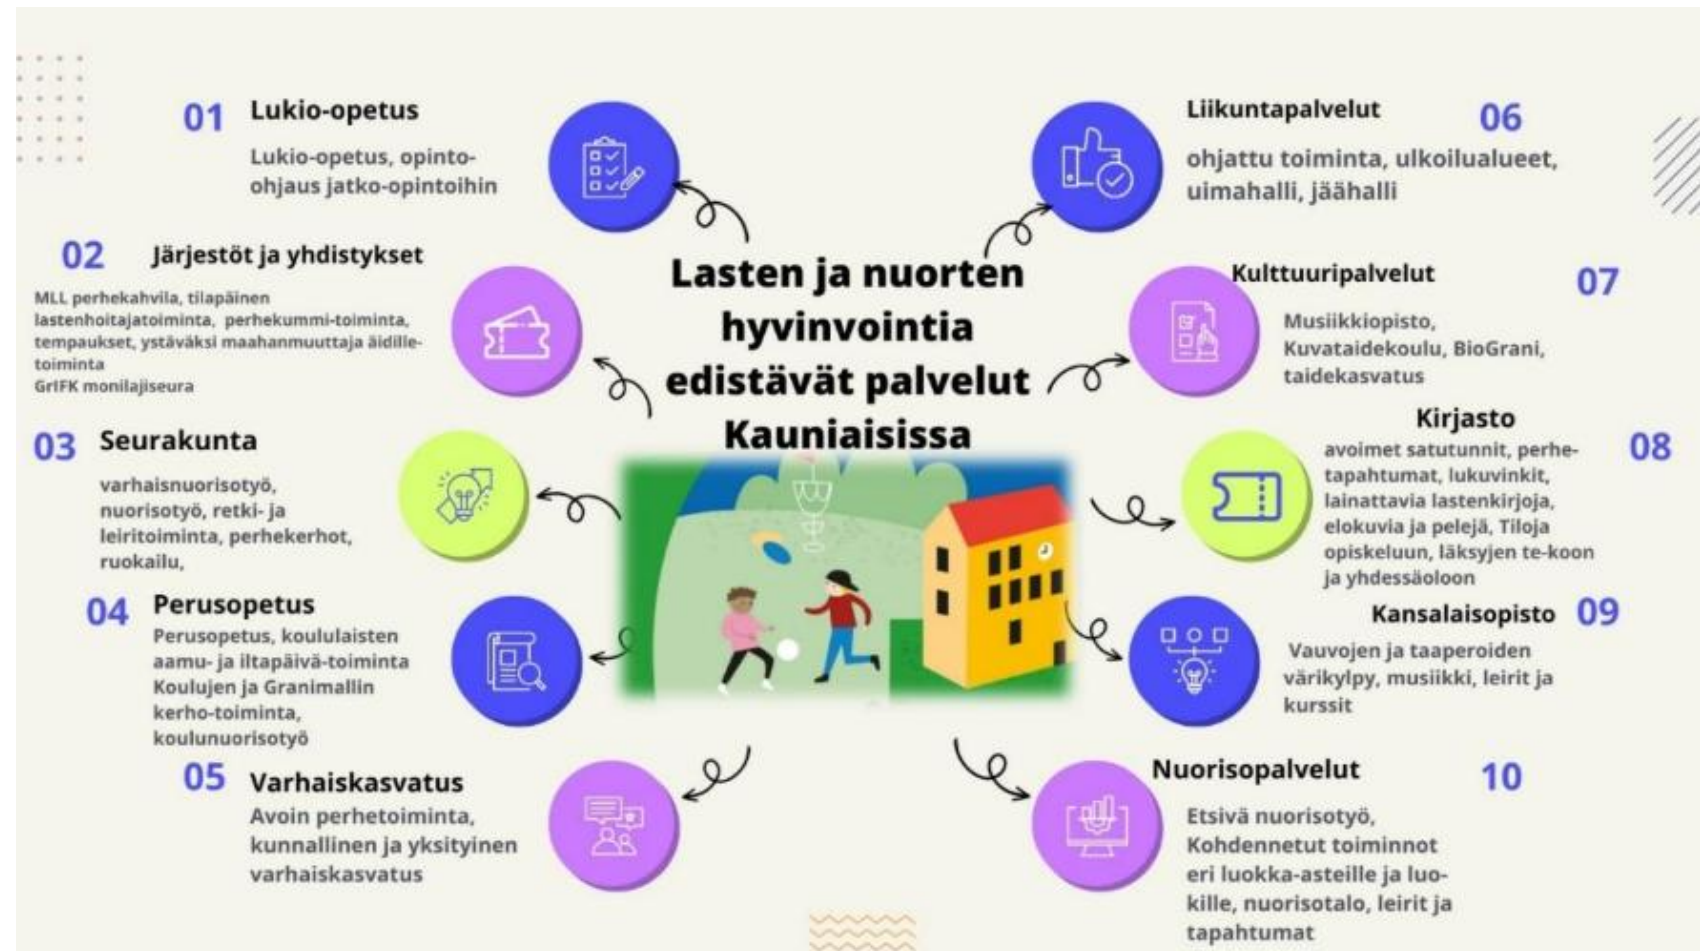 Lasten ja nuorten
hyvinvointia
edistävät palvelut
Kauniaisissa
01
Lukio-opetus
Lukio-opetus, opinto-
ohjaus jatko-opintoihin
02
Järjestöt ja yhdistykset
MLL perhekahvila, tilapäinen
lastenhoitajatoiminta, perhekummi-toiminta,
tempaukset, ystäväksi maahanmuuttaja äidille-
toiminta
GrIFK monilajiseura
03
Seurakunta
varhaisnuorisotyö,
nuorisotyö, retki- ja
leiritoiminta, perhekerhot,
ruokailu,
04
Perusopetus
Perusopetus, koululaisten
aamu- ja iltapäivä-toiminta
Koulujen ja Granimallin
kerho-toiminta,
koulunuorisotyö
05
Varhaiskasvatus
Avoin perhetoiminta,
kunnallinen ja yksityinen
varhaiskasvatus
Liikuntapalvelut
06
ohjattu toiminta, ulkoilualueet,
uimahalli, jäähalli
Kulttuuripalvelut
07
Musiikkiopisto,
Kuvataidekoulu, BioGrani,
taidekasvatus
Kirjasto
08
avoimet satutunnit, perhe-
tapahtumat, lukuvinkit,
lainattavia lastenkirjoja,
elokuvia ja pelejä, Tiloja
opiskeluun, läksyjen te-koon
ja yhdessäoloon
Kansalaisopisto
09
Vauvojen ja taaperoiden
värikylpy, musiikki, leirit ja
kurssit
Nuorisopalvelut
10
Etsivä nuorisotyö,
Kohdennetut toiminnot
eri luokka-asteille ja luo-
kille, nuorisotalo, leirit ja
tapahtumat